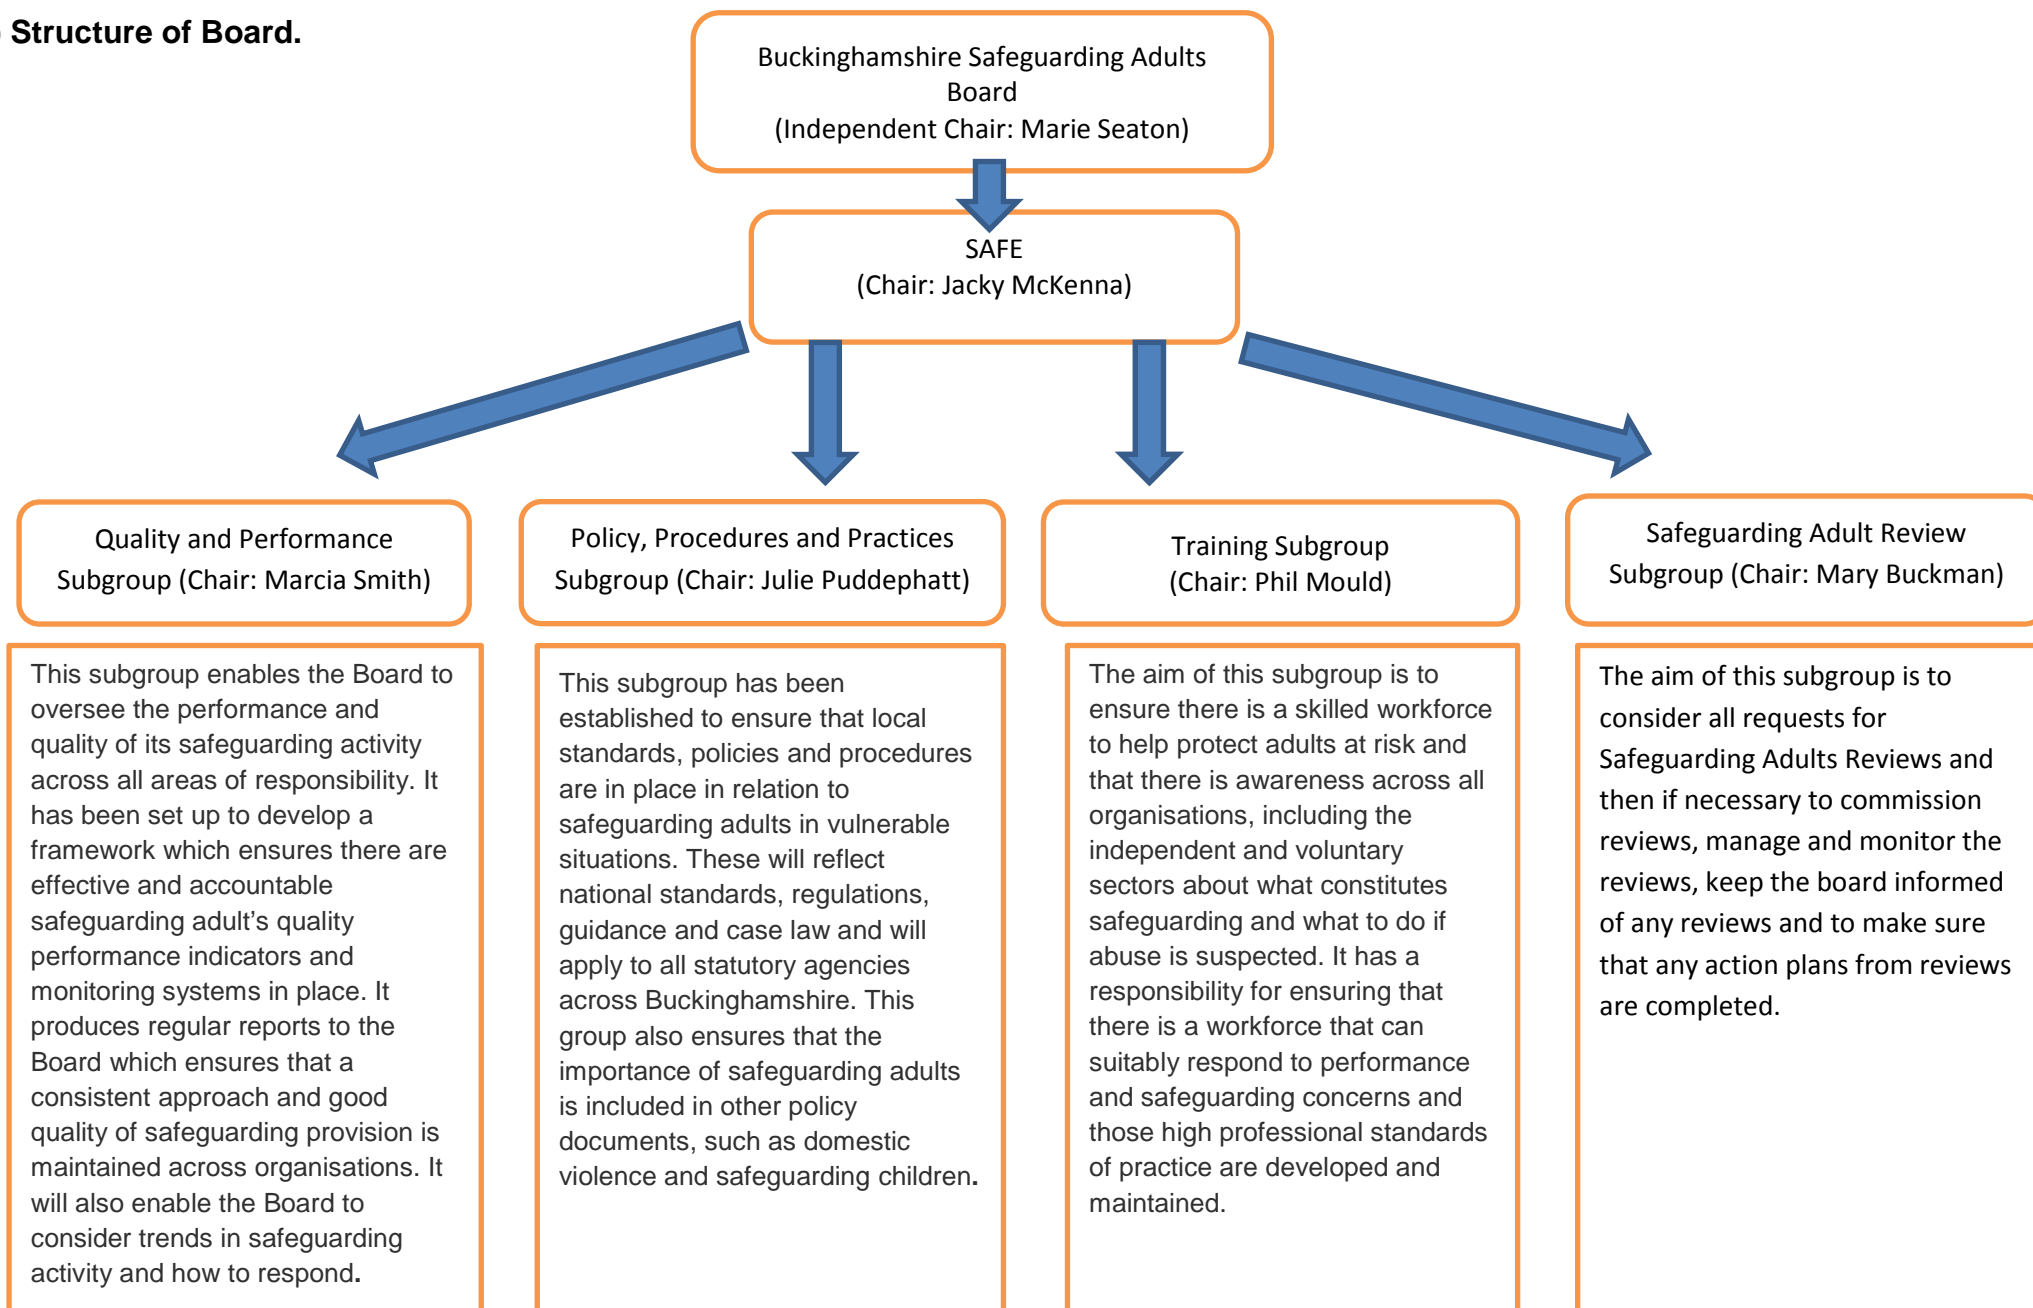 Structure of Board.
Buckinghamshire Safeguarding Adults
Board
(Independent Chair: Marie Seaton)
SAFE
(Chair: Jacky McKenna)
Quality and Performance
Subgroup (Chair: Marcia Smith)
Policy, Procedures and Practices
Subgroup (Chair: Julie Puddephatt)
Training Subgroup
(Chair: Phil Mould)
Safeguarding Adult Review
Subgroup (Chair: Mary Buckman)
This subgroup enables the Board to
oversee the performance and
quality of its safeguarding activity
across all areas of responsibility. It
has been set up to develop a
framework which ensures there are
effective and accountable
safeguarding adult’s quality
performance indicators and
monitoring systems in place. It
produces regular reports to the
Board which ensures that a
consistent approach and good
quality of safeguarding provision is
maintained across organisations. It
will also enable the Board to
consider trends in safeguarding
activity and how to respond.
This subgroup has been
established to ensure that local
standards, policies and procedures
are in place in relation to
safeguarding adults in vulnerable
situations. These will reflect
national standards, regulations,
guidance and case law and will
apply to all statutory agencies
across Buckinghamshire. This
group also ensures that the
importance of safeguarding adults
is included in other policy
documents, such as domestic
violence and safeguarding children.
The aim of this subgroup is to
ensure there is a skilled workforce
to help protect adults at risk and
that there is awareness across all
organisations, including the
independent and voluntary
sectors about what constitutes
safeguarding and what to do if
abuse is suspected. It has a
responsibility for ensuring that
there is a workforce that can
suitably respond to performance
and safeguarding concerns and
those high professional standards
of practice are developed and
maintained.
The aim of this subgroup is to
consider all requests for
Safeguarding Adults Reviews and
then if necessary to commission
reviews, manage and monitor the
reviews, keep the board informed
of any reviews and to make sure
that any action plans from reviews
are completed.